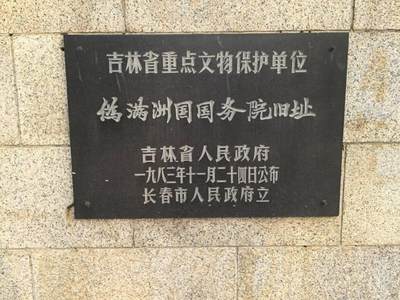 吉林省重点文物保护单位
伪满洲国国务院旧址
吉林省人民政府
一九八三年十一月二十四日公布
长春市人民政府立